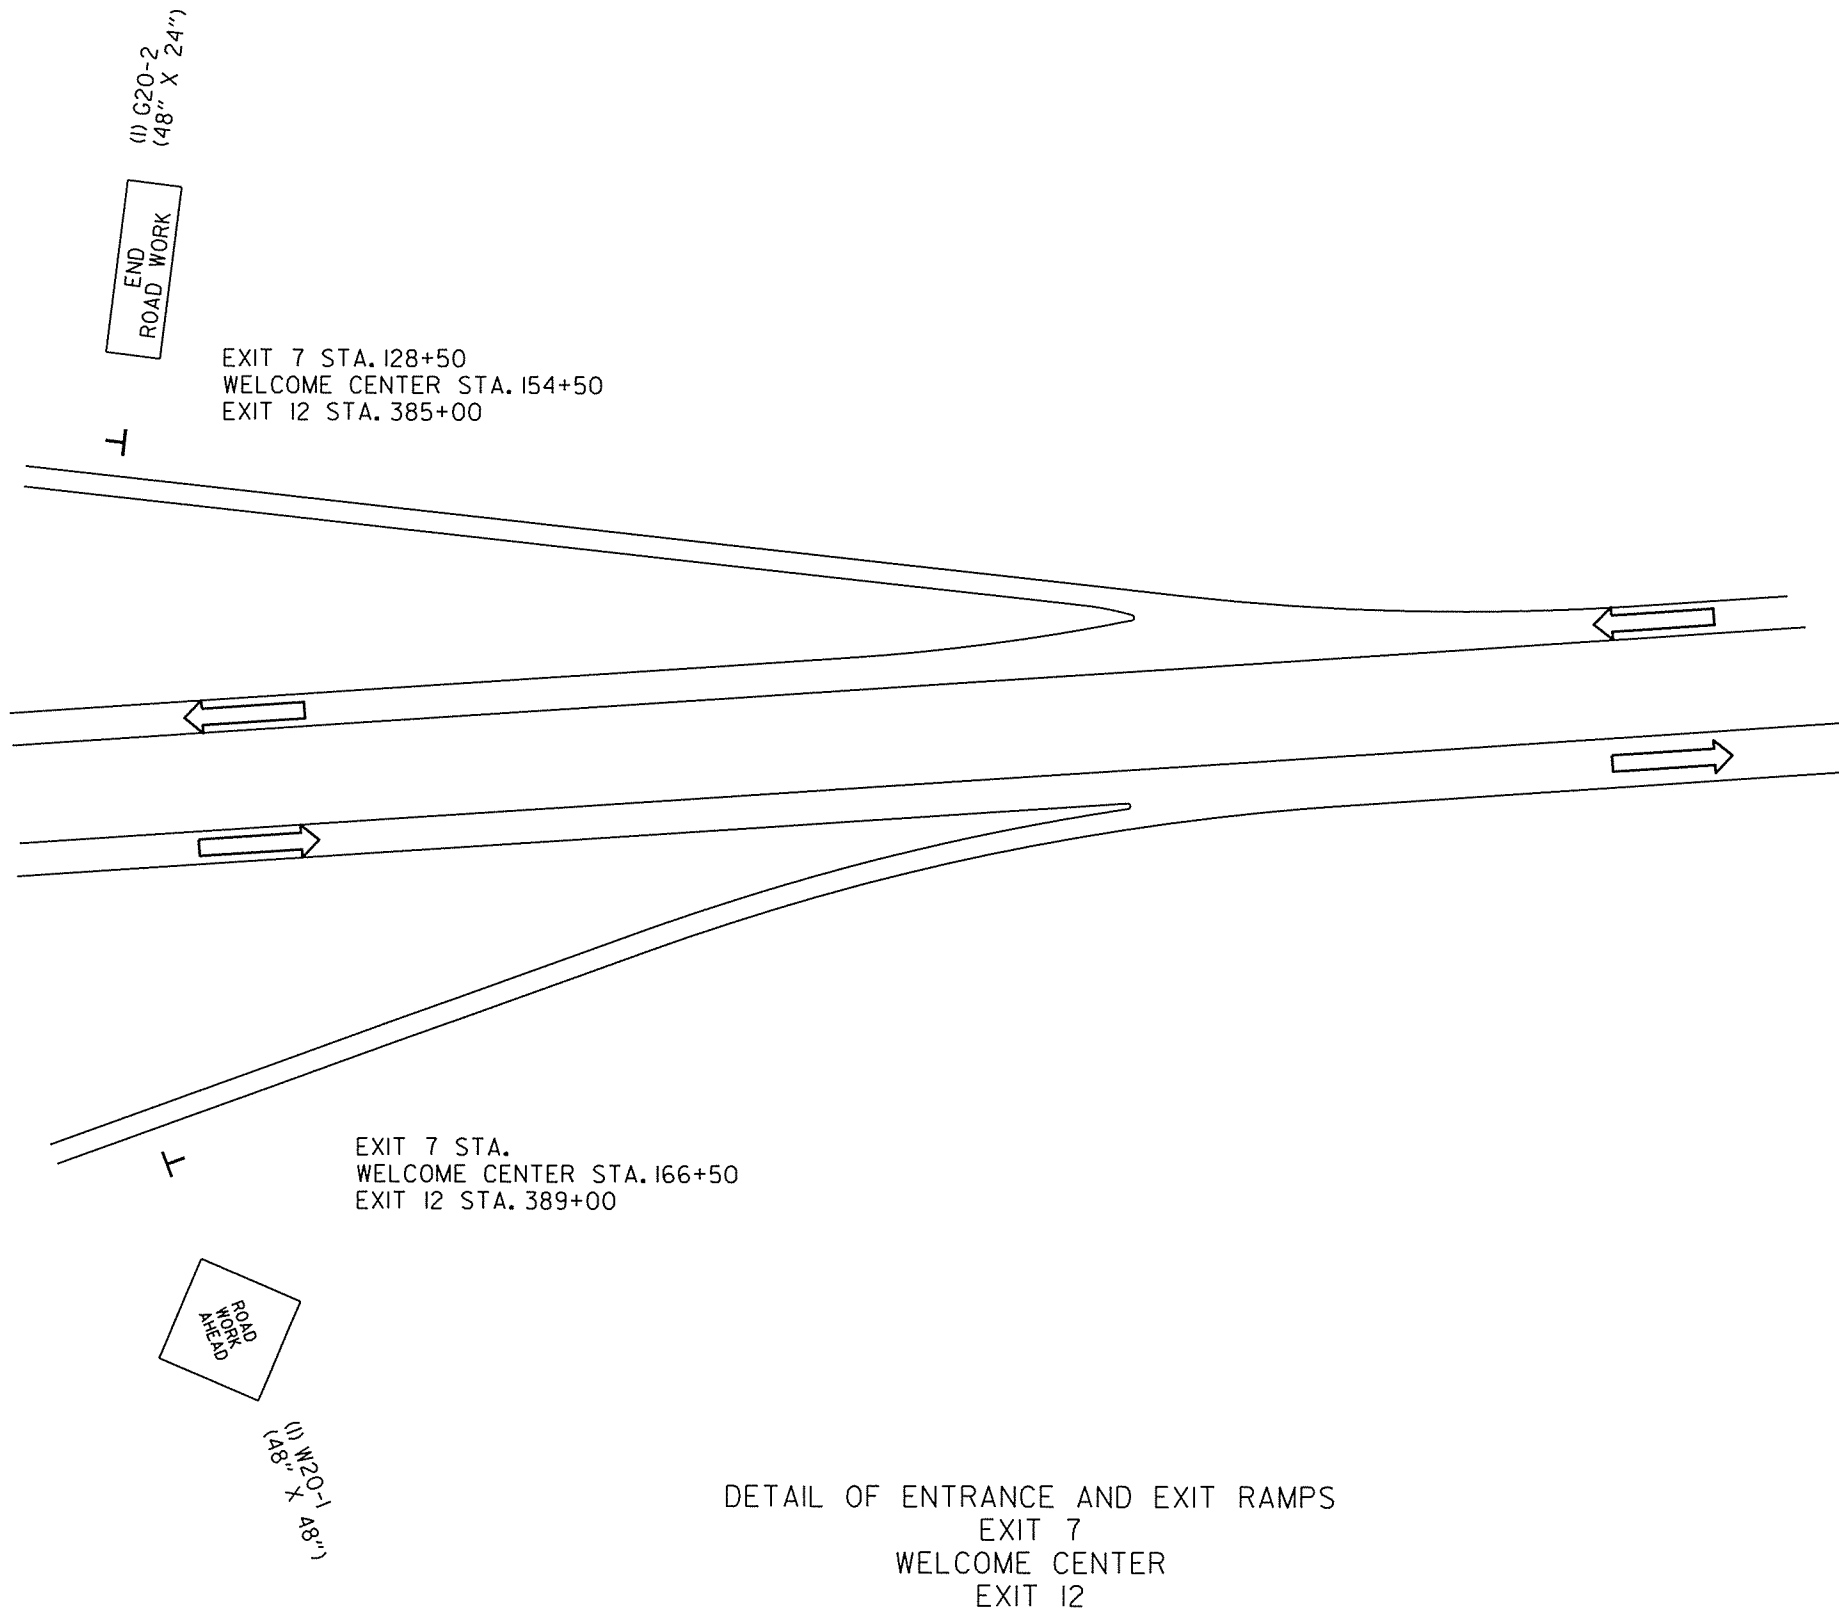 (1) G20-2
(48" X 24")
END
ROAD WORK
EXIT 7 STA. 128+50
WELCOME CENTER STA. 154+50
EXIT 12 STA. 385+00
EXIT 7 STA.
WELCOME CENTER STA. 166+50
EXIT 12 STA. 389+00
ROAD
WORK
AHEAD
(1) W20-1
(48" X 48")
DETAIL OF ENTRANCE AND EXIT RAMPS
EXIT 7
WELCOME CENTER
EXIT 12